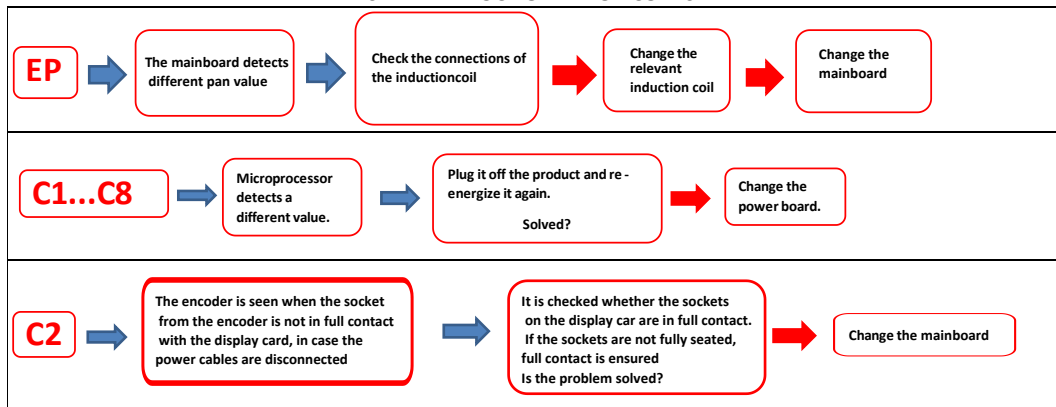 EP
The mainboard detects
different pan value
Check the connections of
the inductioncoil
Change the
relevant
induction coil
Change the
mainboard
C1...C8
Microprocessor
detects a
different value.
Plug it off the product and re -
energize it again.
Solved?
Change the
power board.
C2
The encoder is seen when the socket
from the encoder is not in full contact
with the display card, in case the
power cables are disconnected
It is checked whether the sockets
on the display car are in full contact.
If the sockets are not fully seated,
full contact is ensured
Is the problem solved?
Change the mainboard